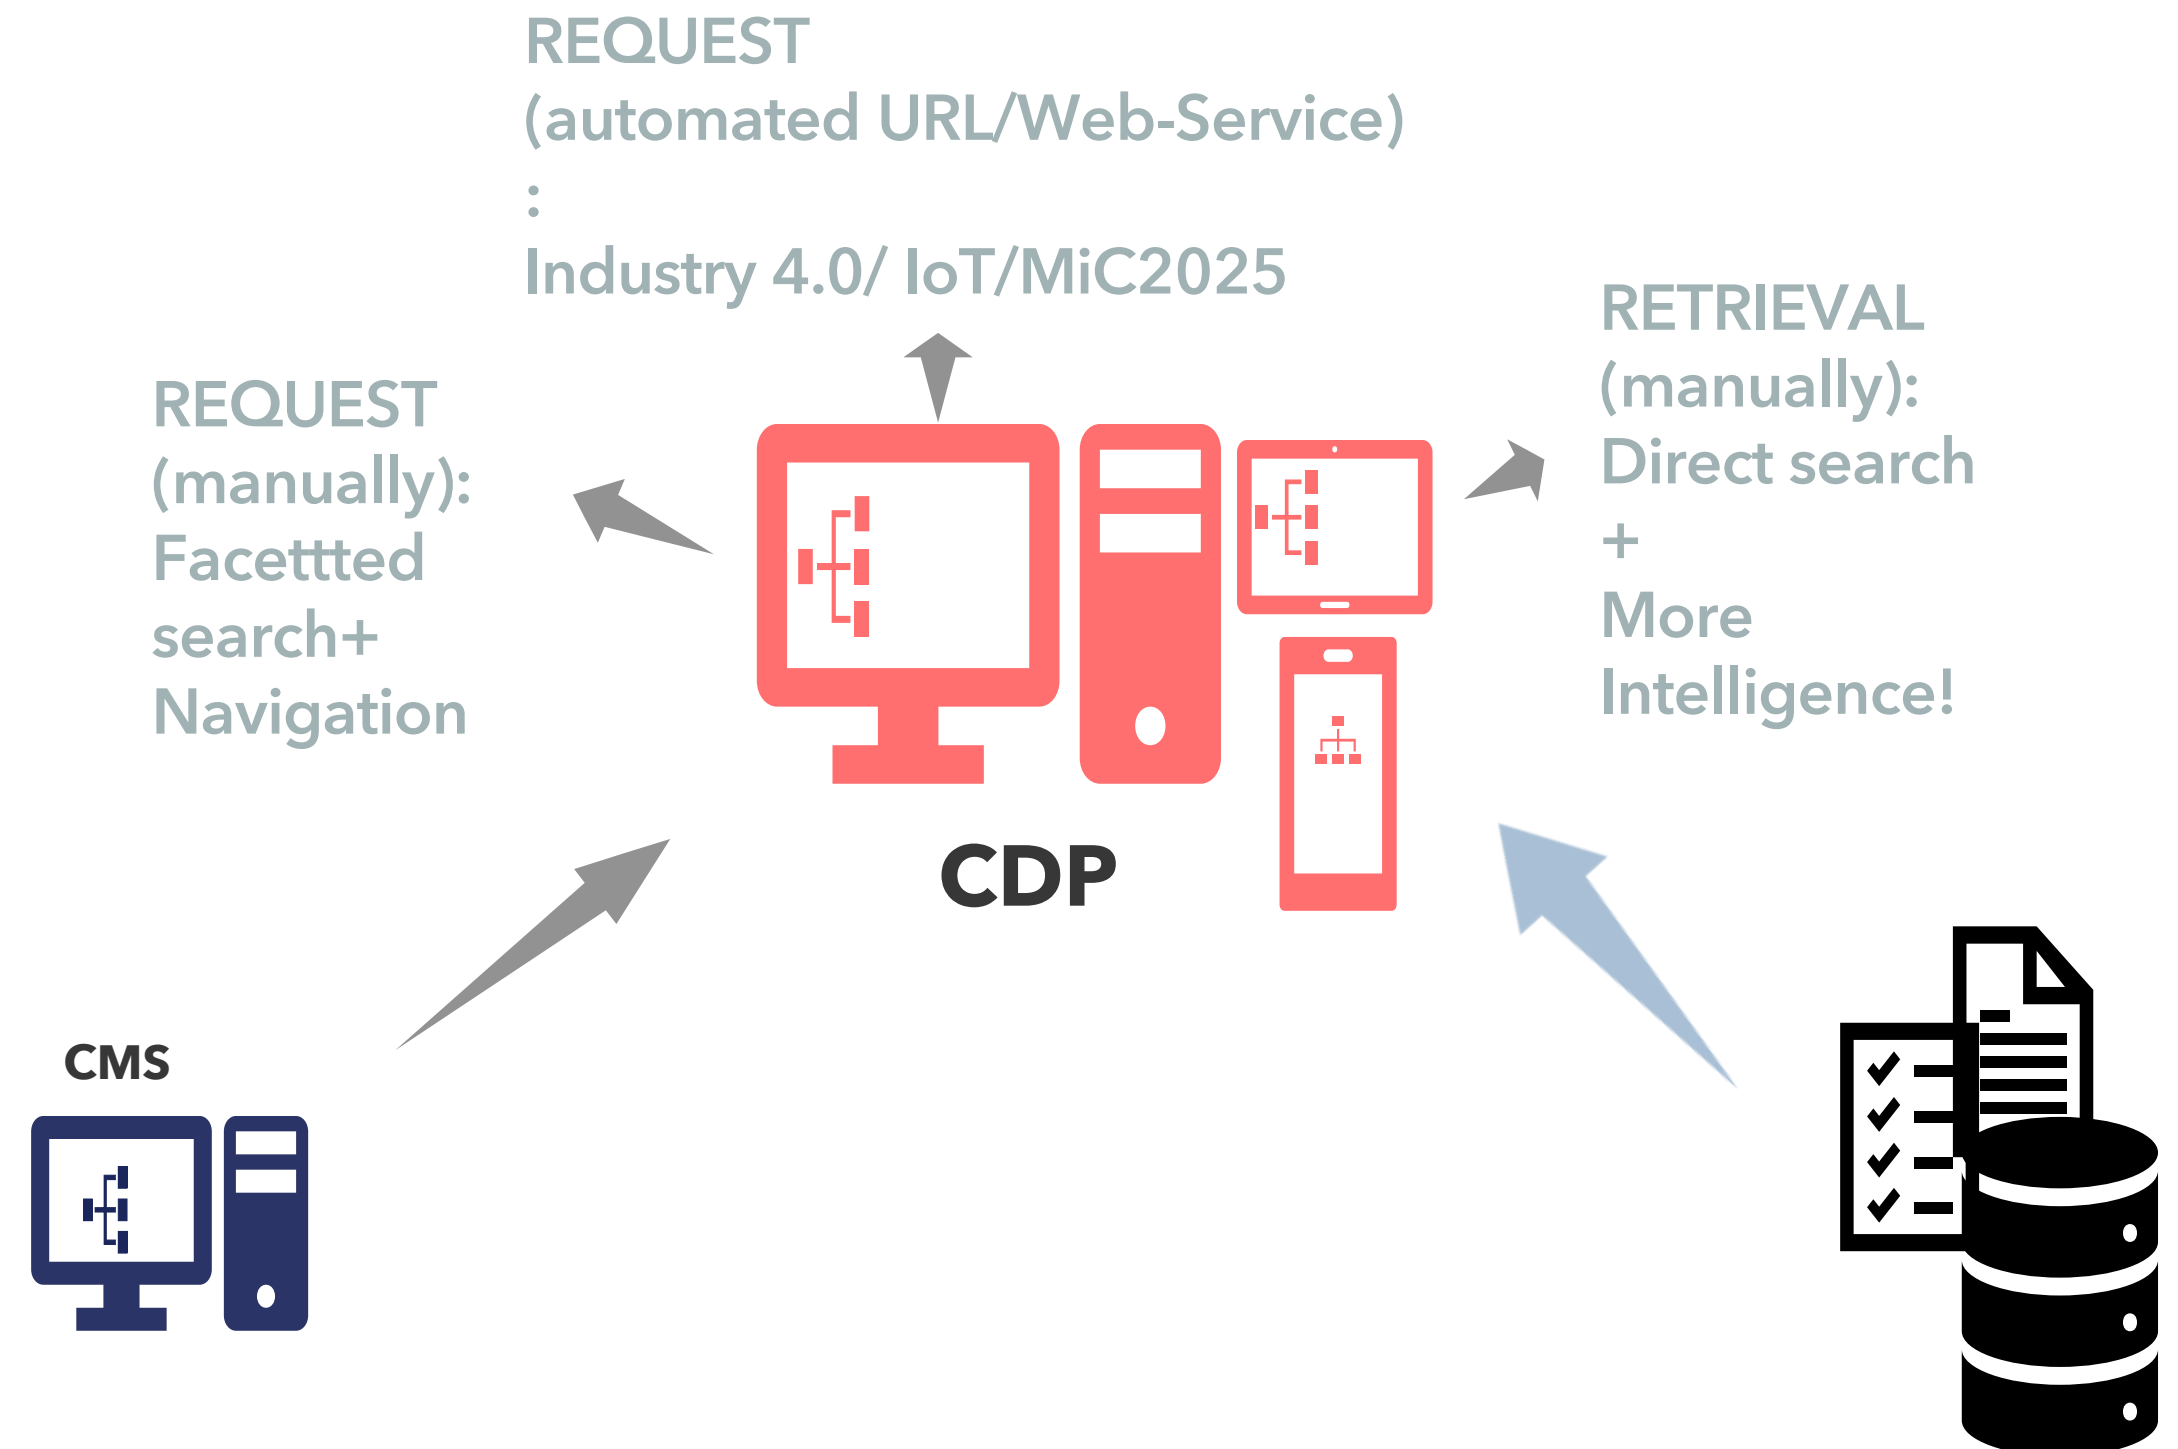 REQUEST
(automated URL/Web-Service)
:
Industry 4.0/ IoT/MiC2025
REQUEST
(manually):
Facettted
search+
Navigation
RETRIEVAL
(manually):
Direct search
+
More
Intelligence!
CDP
CMS